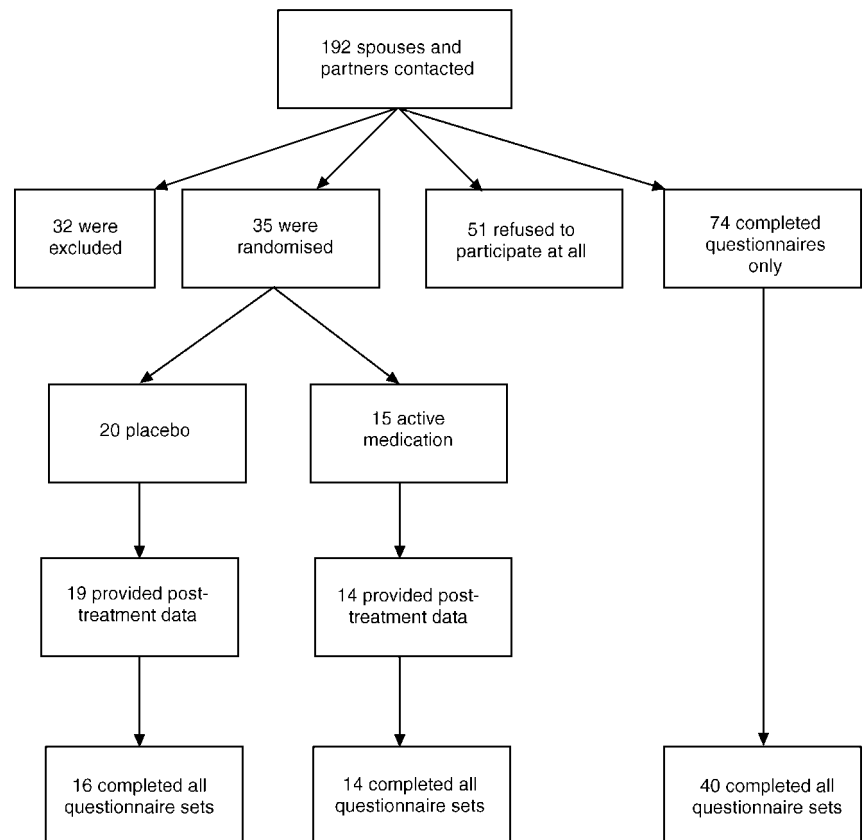 192 spouses and
partners contacted
32 were
excluded
35 were
randomised
51 refused to
participate at all
74 completed
questionnaires
only
20 placebo
15 active
medication
19 provided post-
treatment data
14 provided post-
treatment data
16 completed all
questionnaire sets
14 completed all
questionnaire sets
40 completed all
questionnaire sets